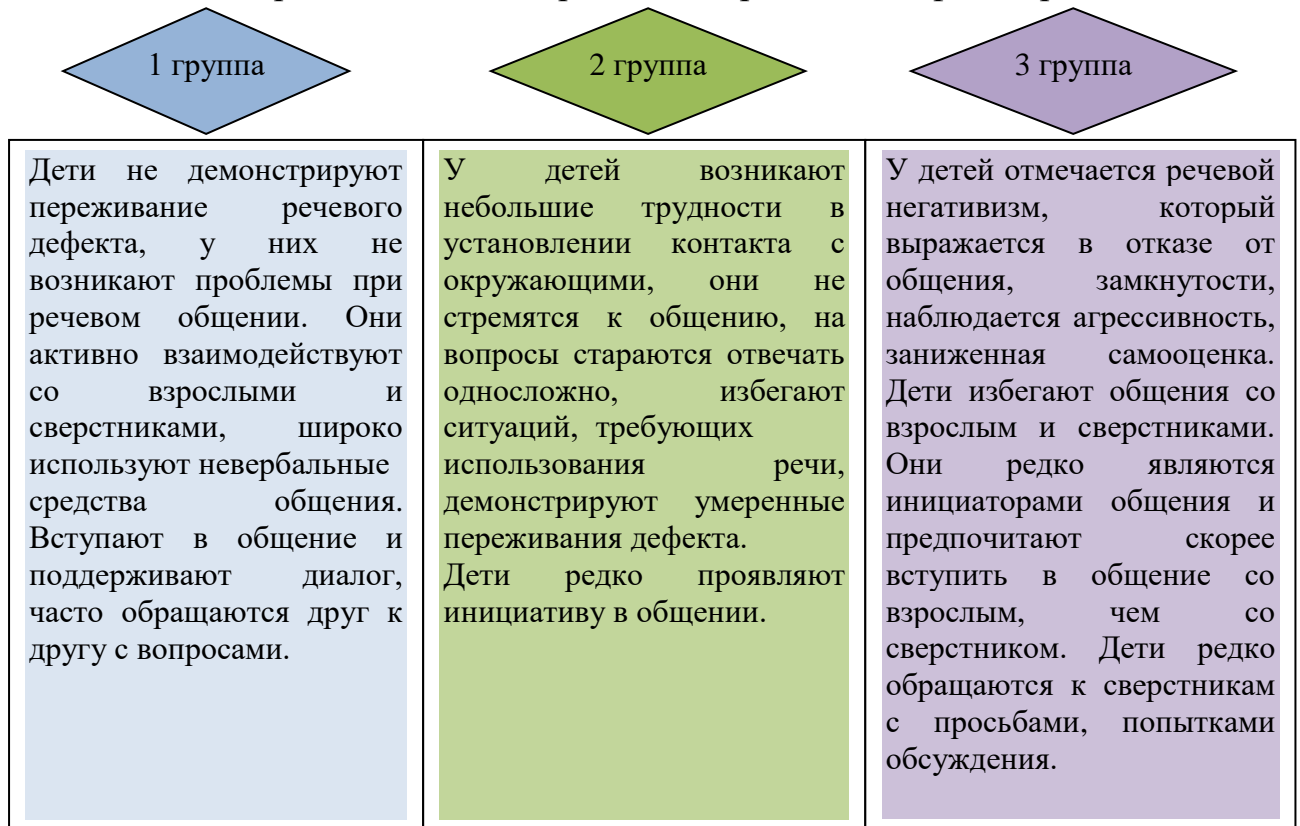 1 группа
2 группа
3 группа
Дети не демонстрируют
переживание речевого
дефекта, у них не
возникают проблемы при
речевом общении. Они
активно взаимодействуют
со взрослыми и
сверстниками, широко
используют невербальные
средства общения.
Вступают в общение и
поддерживают диалог,
часто обращаются друг к
другу с вопросами.
У детей возникают
небольшие трудности в
установлении контакта с
окружающими, они не
стремятся к общению, на
вопросы стараются отвечать
односложно, избегают
ситуаций, требующих
использования речи,
демонстрируют умеренные
переживания дефекта.
Дети редко проявляют
инициативу в общении.
У детей отмечается речевой
негативизм, который
выражается в отказе от
общения, замкнутости,
наблюдается агрессивность,
заниженная самооценка.
Дети избегают общения со
взрослым и сверстниками.
Они редко являются
инициаторами общения и
предпочитают скорее
вступить в общение со
взрослым, чем со
сверстником. Дети редко
обращаются к сверстникам
с просьбами, попытками
обсуждения.